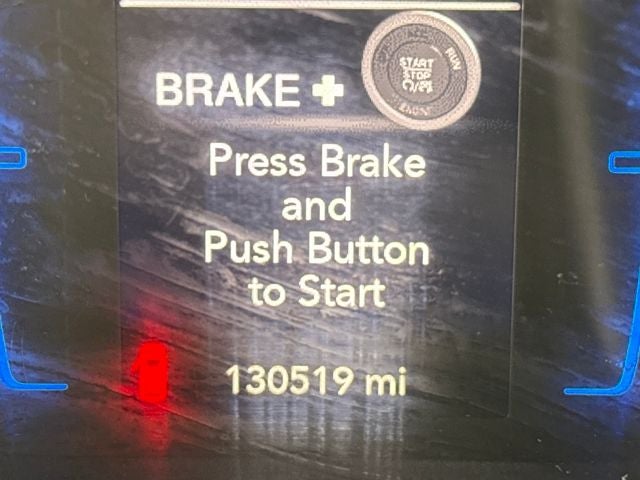 BRAKE +
START
STOP
RUN
Press Brake
and
Push Button
to Start
130519 mi